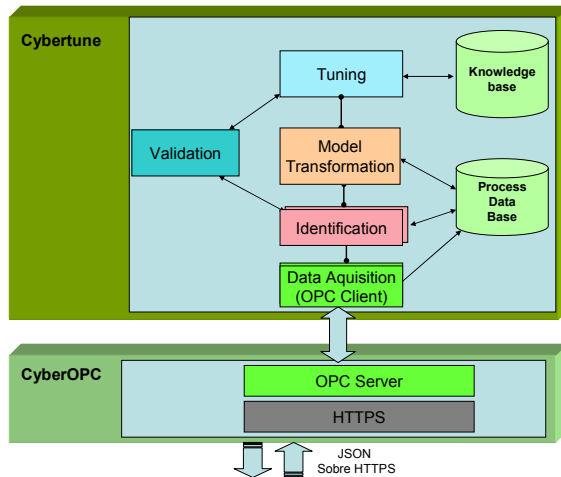 Cybertune
Tuning
Knowledge
base
Validation
Model
Transformation
Process
Data
Base
Identification
Data Aquisition
(OPC Client)
CyberOPC
OPC Server
HTTPS
JSON
Sobre HTTPS